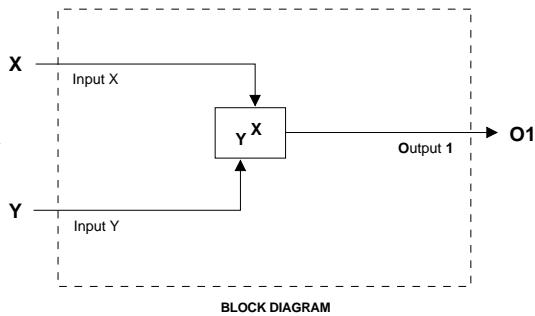 X
Input X
Y X
O1
Output 1
Y
Input Y
BLOCK DIAGRAM